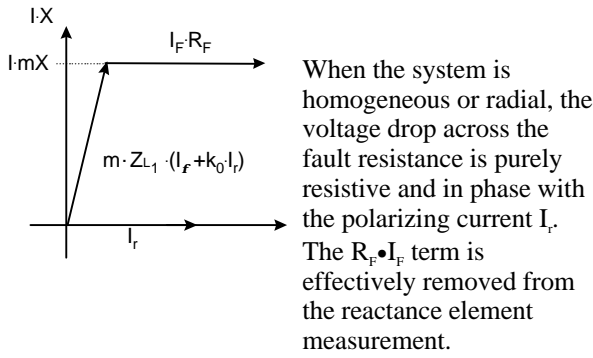 I·X
I·mX
I_F·R_F
m·Z_L1·(I_f+k_0·I_r)
I_r
When the system is
homogeneous or radial, the
voltage drop across the
fault resistance is purely
resistive and in phase with
the polarizing current I_r.
The R_F•I_F term is
effectively removed from
the reactance element
measurement.